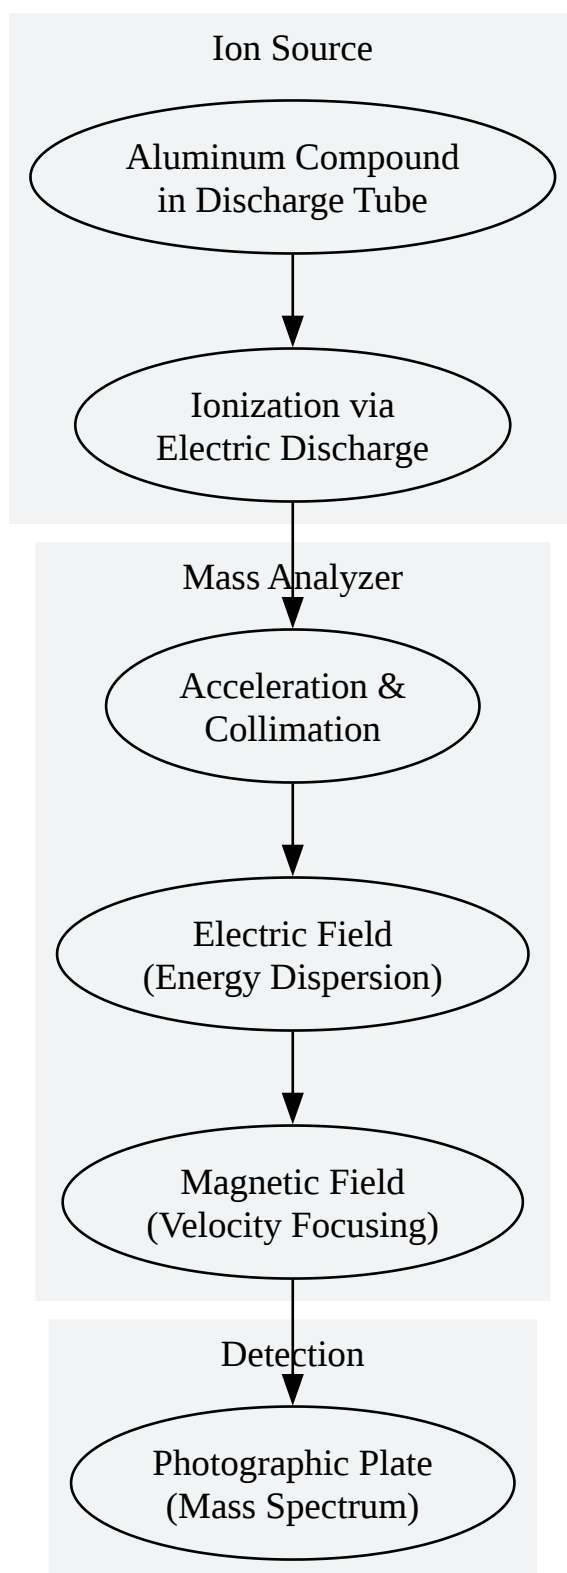 Ion Source
Aluminum Compound
in Discharge Tube
Ionization via
Electric Discharge
Mass Analyzer
Acceleration &
Collimation
Electric Field
(Energy Dispersion)
Magnetic Field
(Velocity Focusing)
Detection
Photographic Plate
(Mass Spectrum)